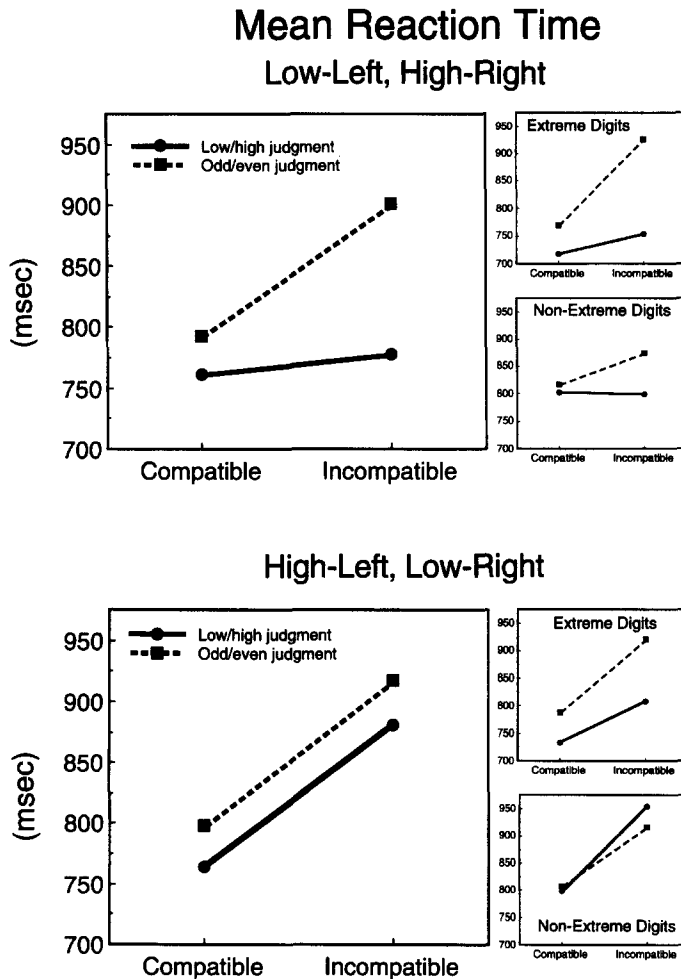 Mean Reaction Time
Low-Left, High-Right
(msec)
950
900
850
800
750
700
Low/high judgment
Odd/even judgment
Compatible Incompatible
Extreme Digits
950
900
850
800
750
700
Compatible Incompatible
Non-Extreme Digits
950
900
850
800
750
700
Compatible Incompatible
High-Left, Low-Right
(msec)
950
900
850
800
750
700
Low/high judgment
Odd/even judgment
Compatible Incompatible
Extreme Digits
950
900
850
800
750
700
Compatible Incompatible
950
900
850
800
700
Non-Extreme Digits
Compatible Incompatible